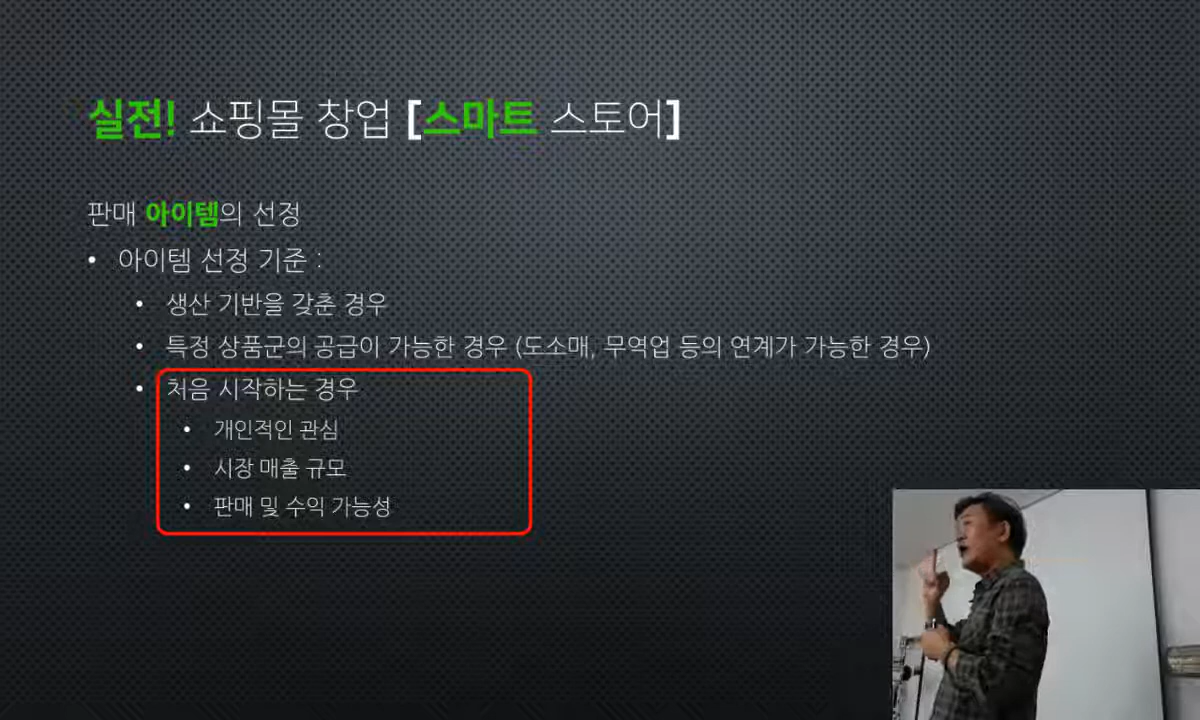 실전! 쇼핑몰 창업 [스마트 스토어]
판매 아이템의 선정
• 아이템 선정 기준 :
• 생산 기반을 갖춘 경우
• 특정 상품군의 공급이 가능한 경우 (도소매, 무역업 등의 연계가 가능한 경우)
• 처음 시작하는 경우
• 개인적인 관심
• 시장 매출 규모
• 판매 및 수익 가능성